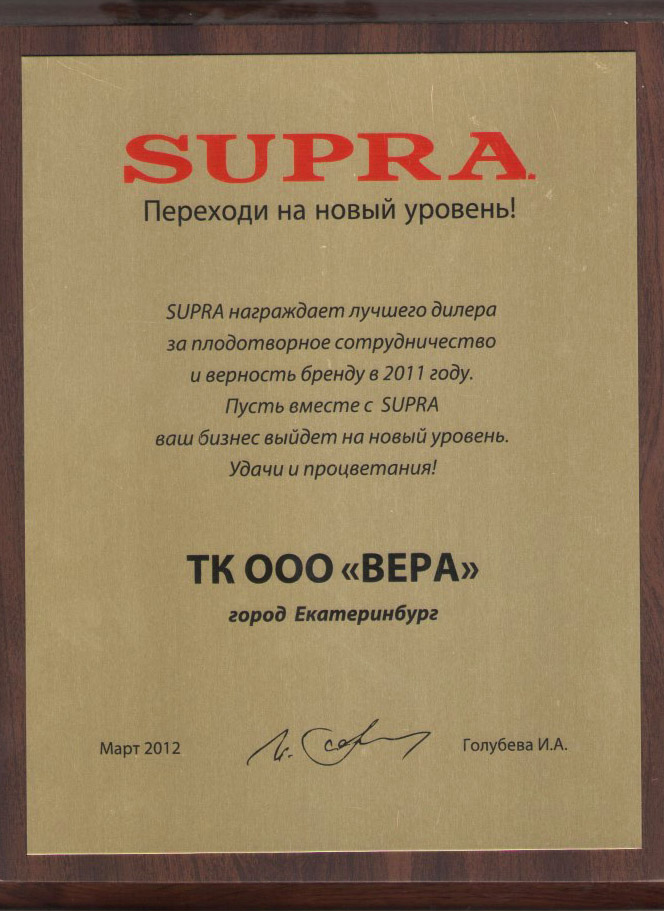 SUPRA.
Переходи на новый уровень!
SUPRA награждает лучшего дилера
за плодотворное сотрудничество
и верность бренду в 2011 году.
Пусть вместе с SUPRA
ваш бизнес выйдет на новый уровень.
Удачи и процветания!
ТК ООО «ВЕРА»
город Екатеринбург
Март 2012 Голубева И.А.